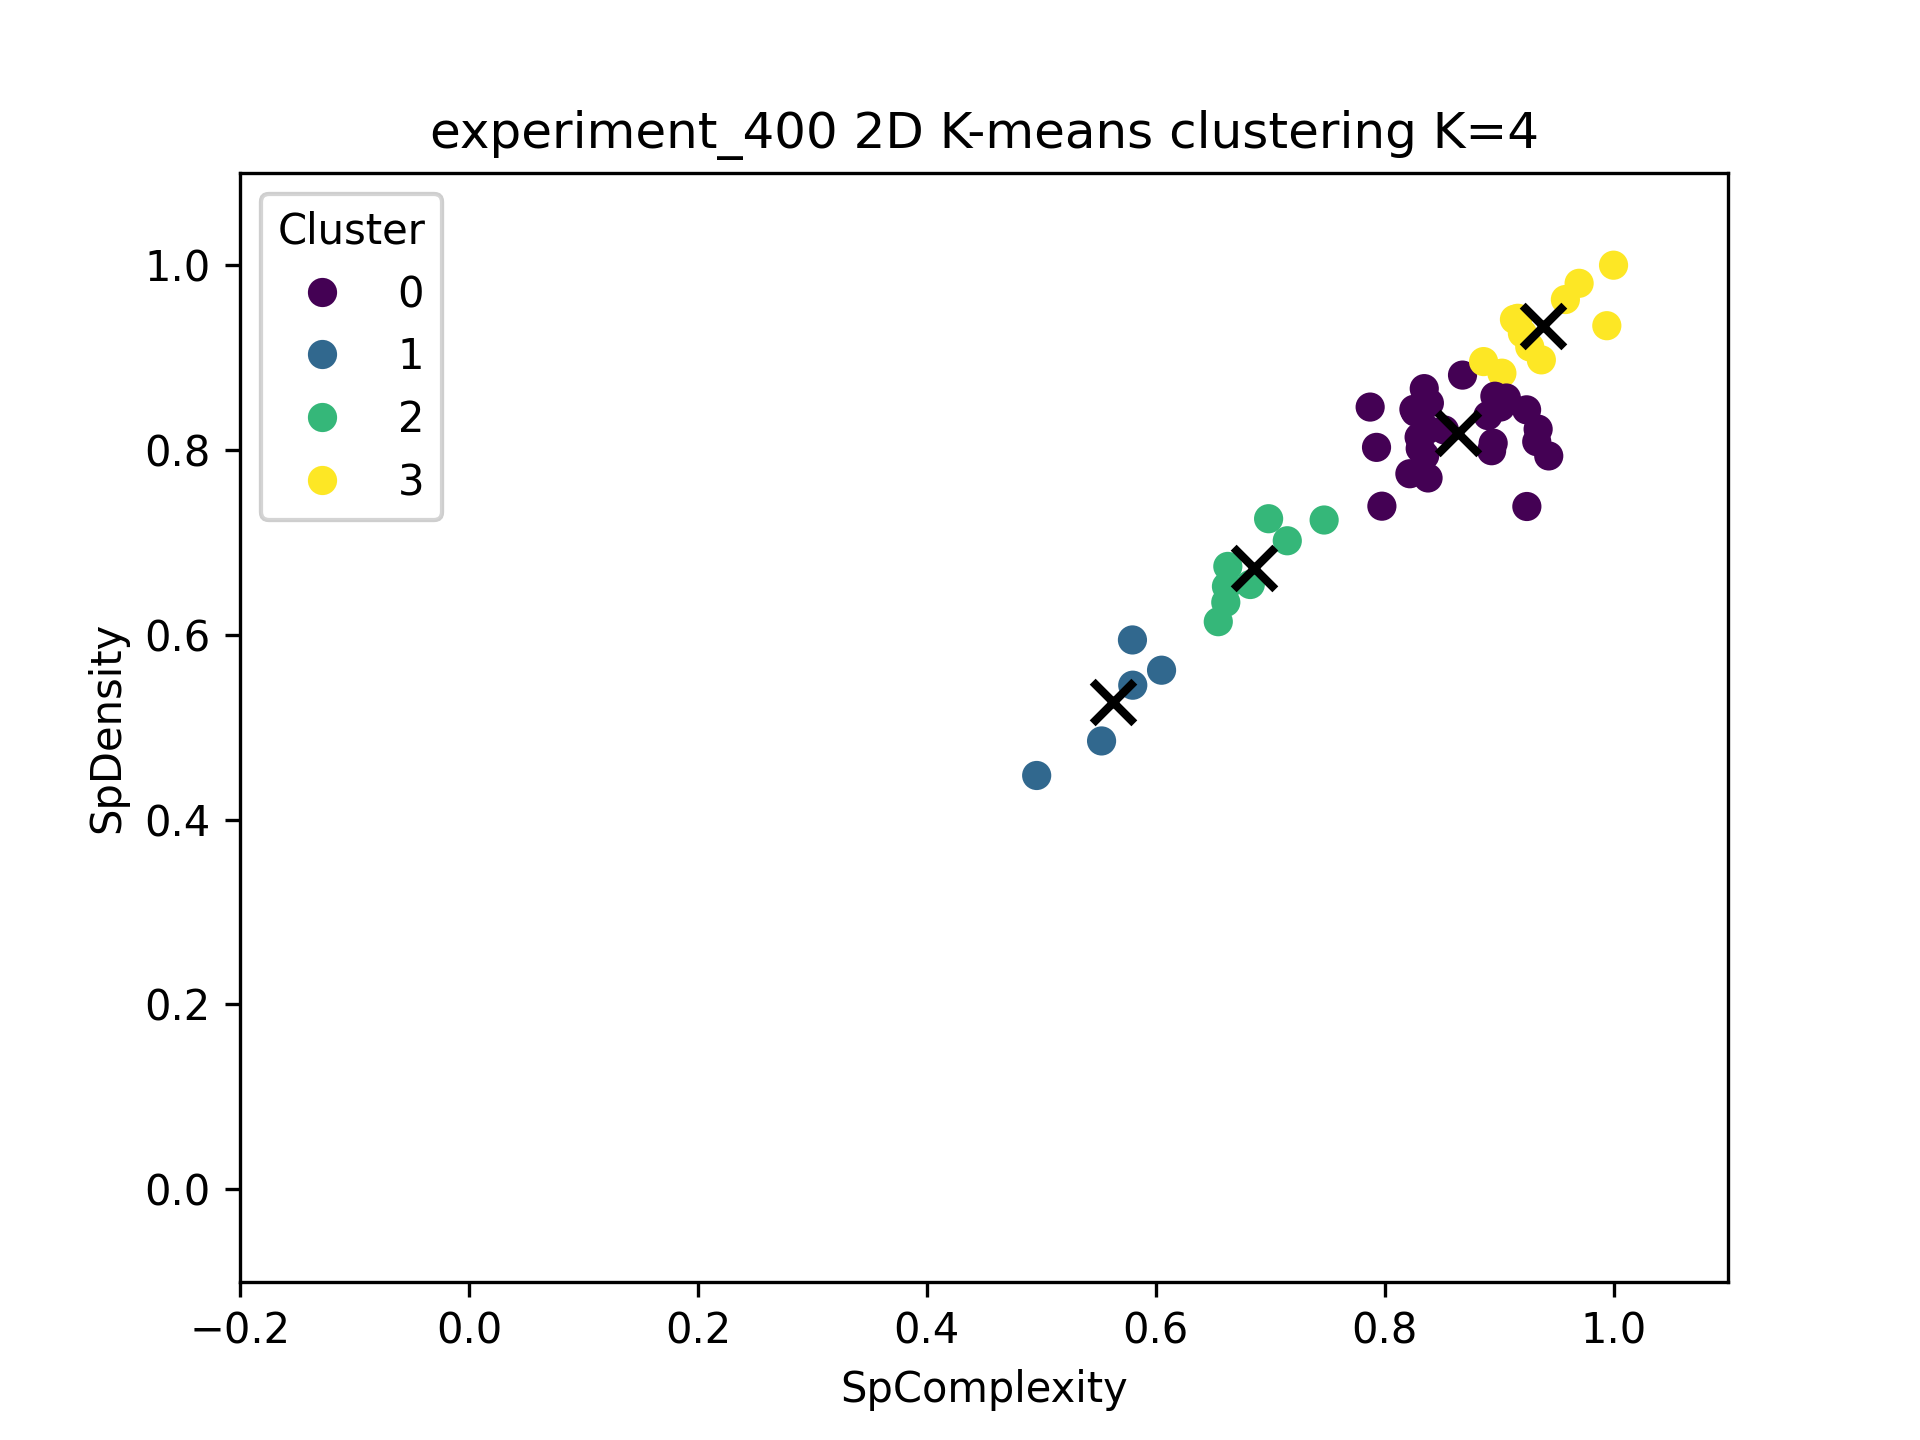 experiment_400 2D K-means clustering K=4
Cluster
0
1
2
3
1.0
0.8
0.6
0.4
0.2
0.0
SpDensity
−0.2 0.0 0.2 0.4 0.6 0.8 1.0
SpComplexity